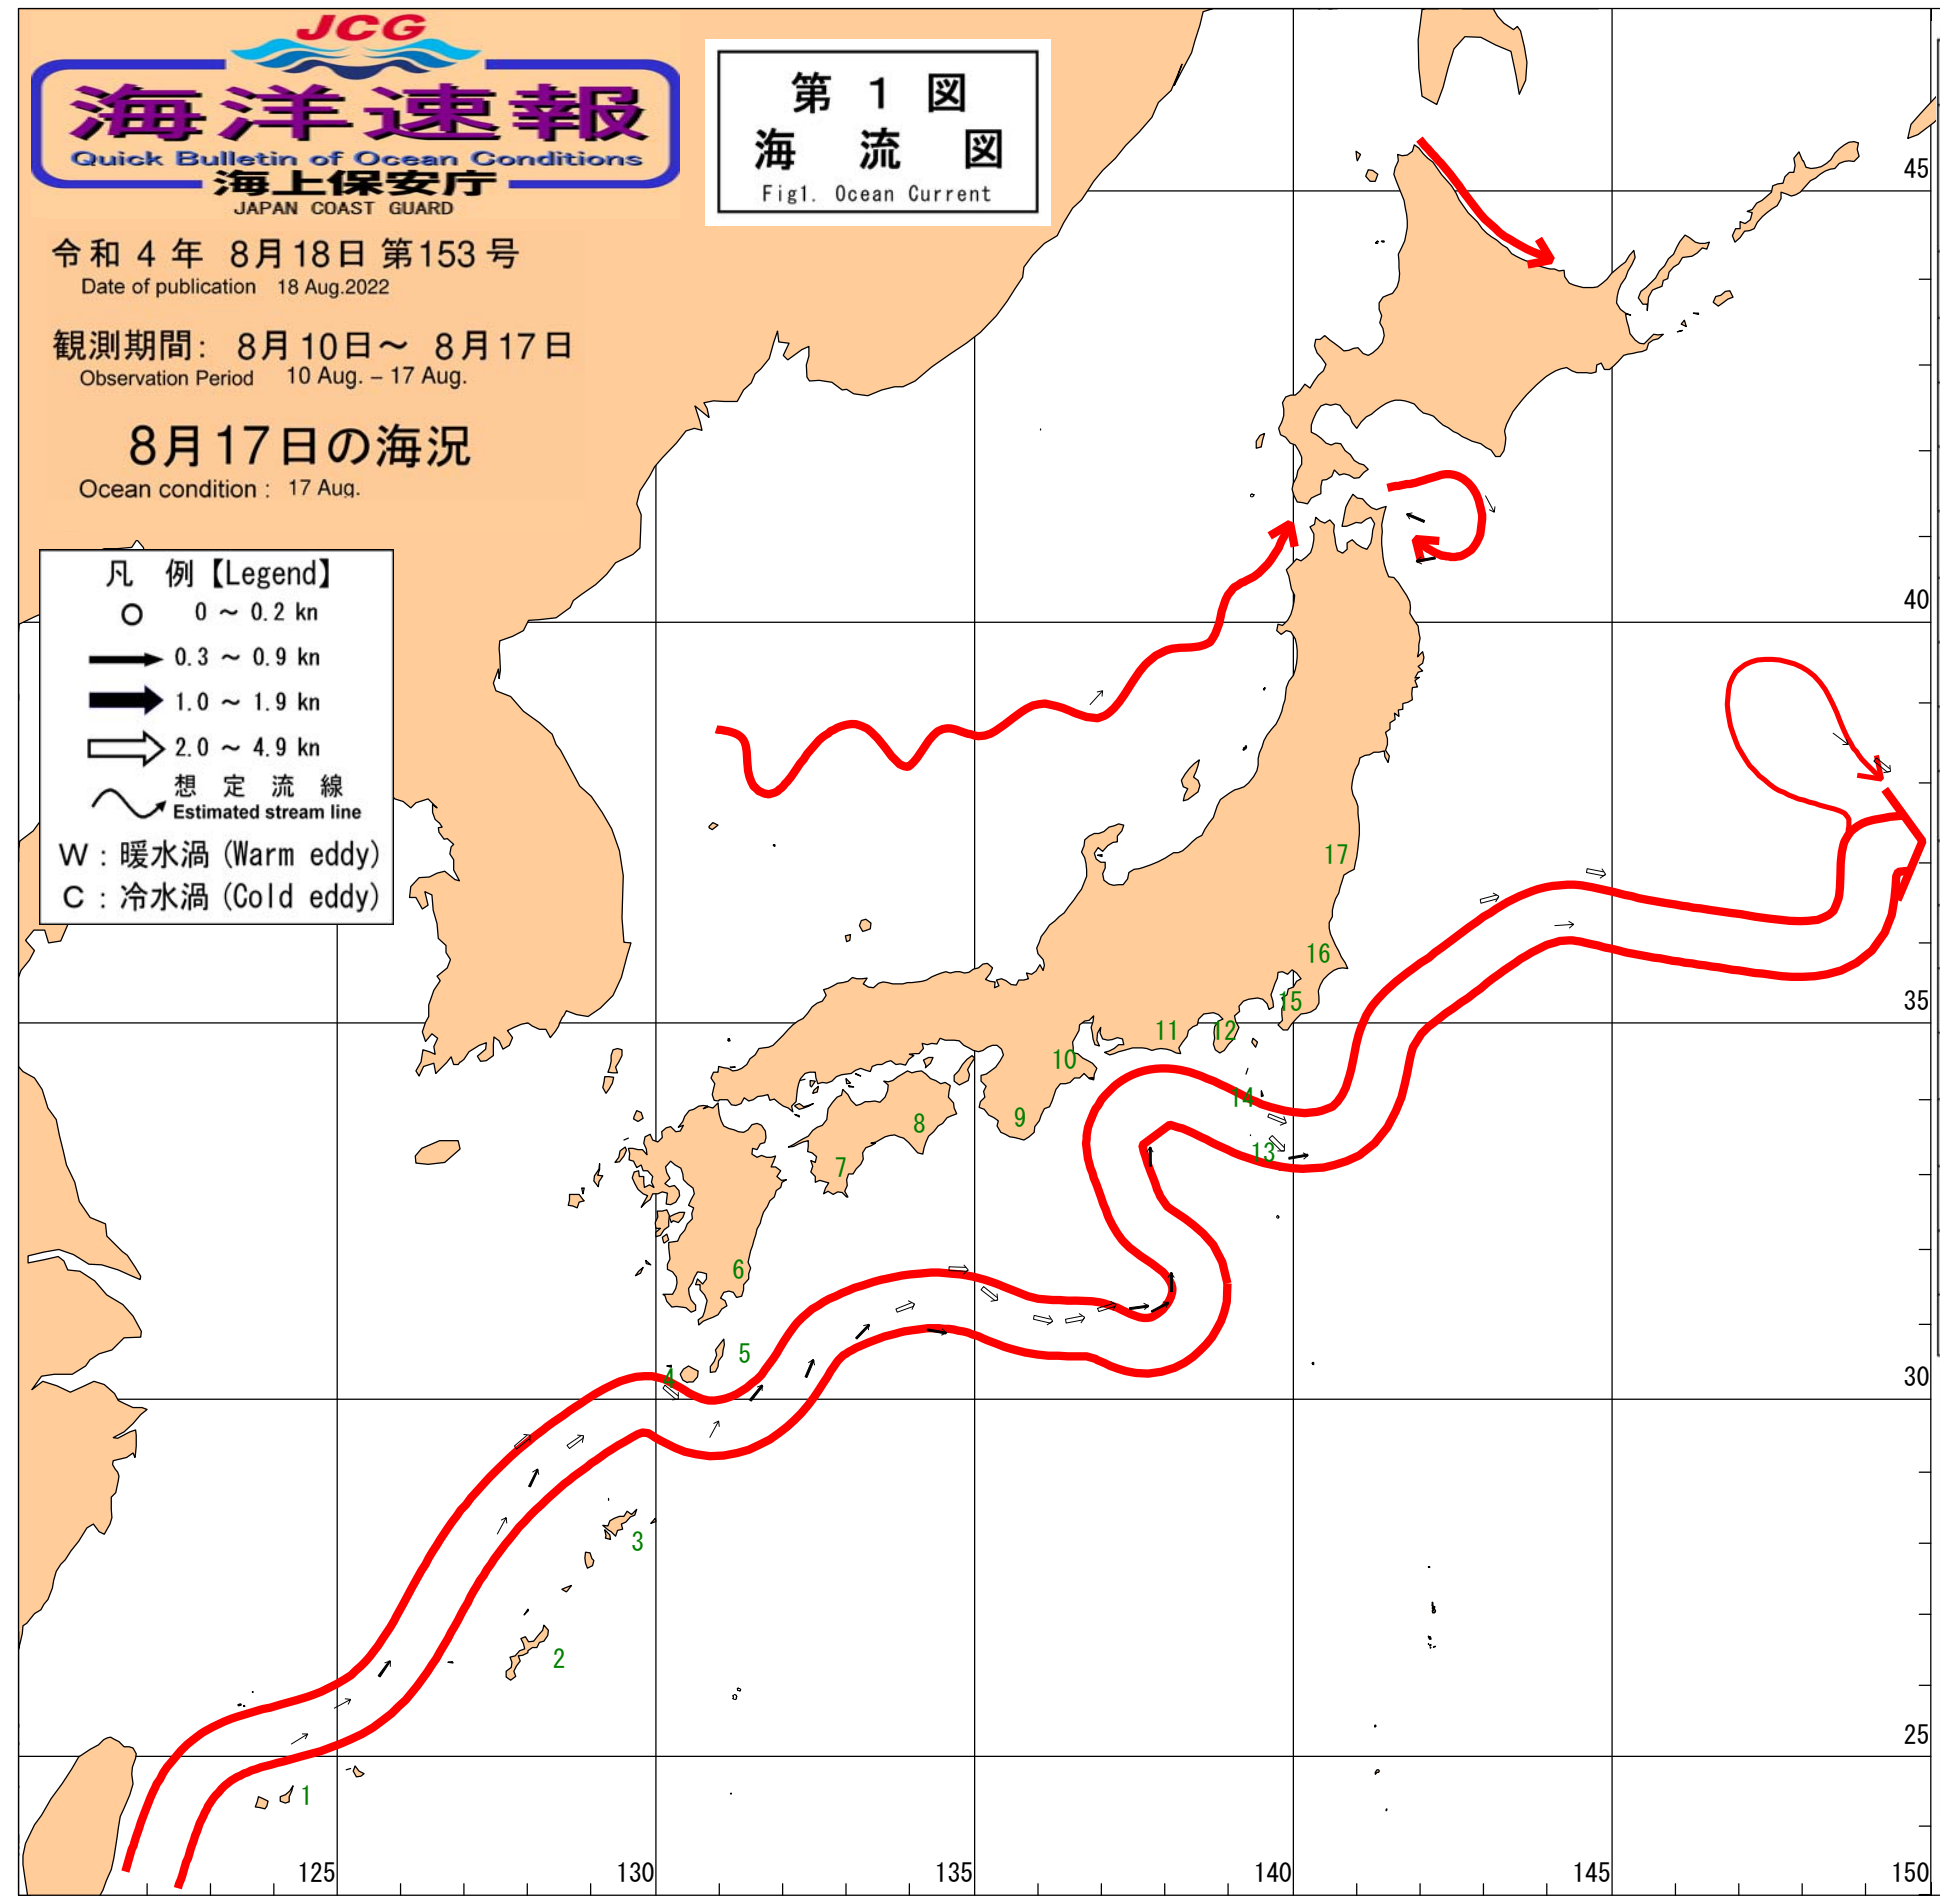 JCG
海洋速報
Quick Bulletin of Ocean Conditions
海上保安庁
JAPAN COAST GUARD
第 1 図
海 流 図
Fig1. Ocean Current
令和 4 年 8月18日 第153 号
Date of publication 18 Aug.2022
観測期間: 8月10日～ 8月17日
Observation Period 10 Aug. – 17 Aug.
8月17日の海況
Ocean condition : 17 Aug.
凡 例【Legend】
0 ～ 0.2 kn
0.3 ～ 0.9 kn
1.0 ～ 1.9 kn
2.0 ～ 4.9 kn
想 定 流 線
Estimated stream line
W : 暖水渦 (Warm eddy)
C : 冷水渦 (Cold eddy)
45
40
35
30
25
17
16
15
12
11
10
14
13
9
8
7
6
5
4
3
2
1
125
130
135
140
145
150